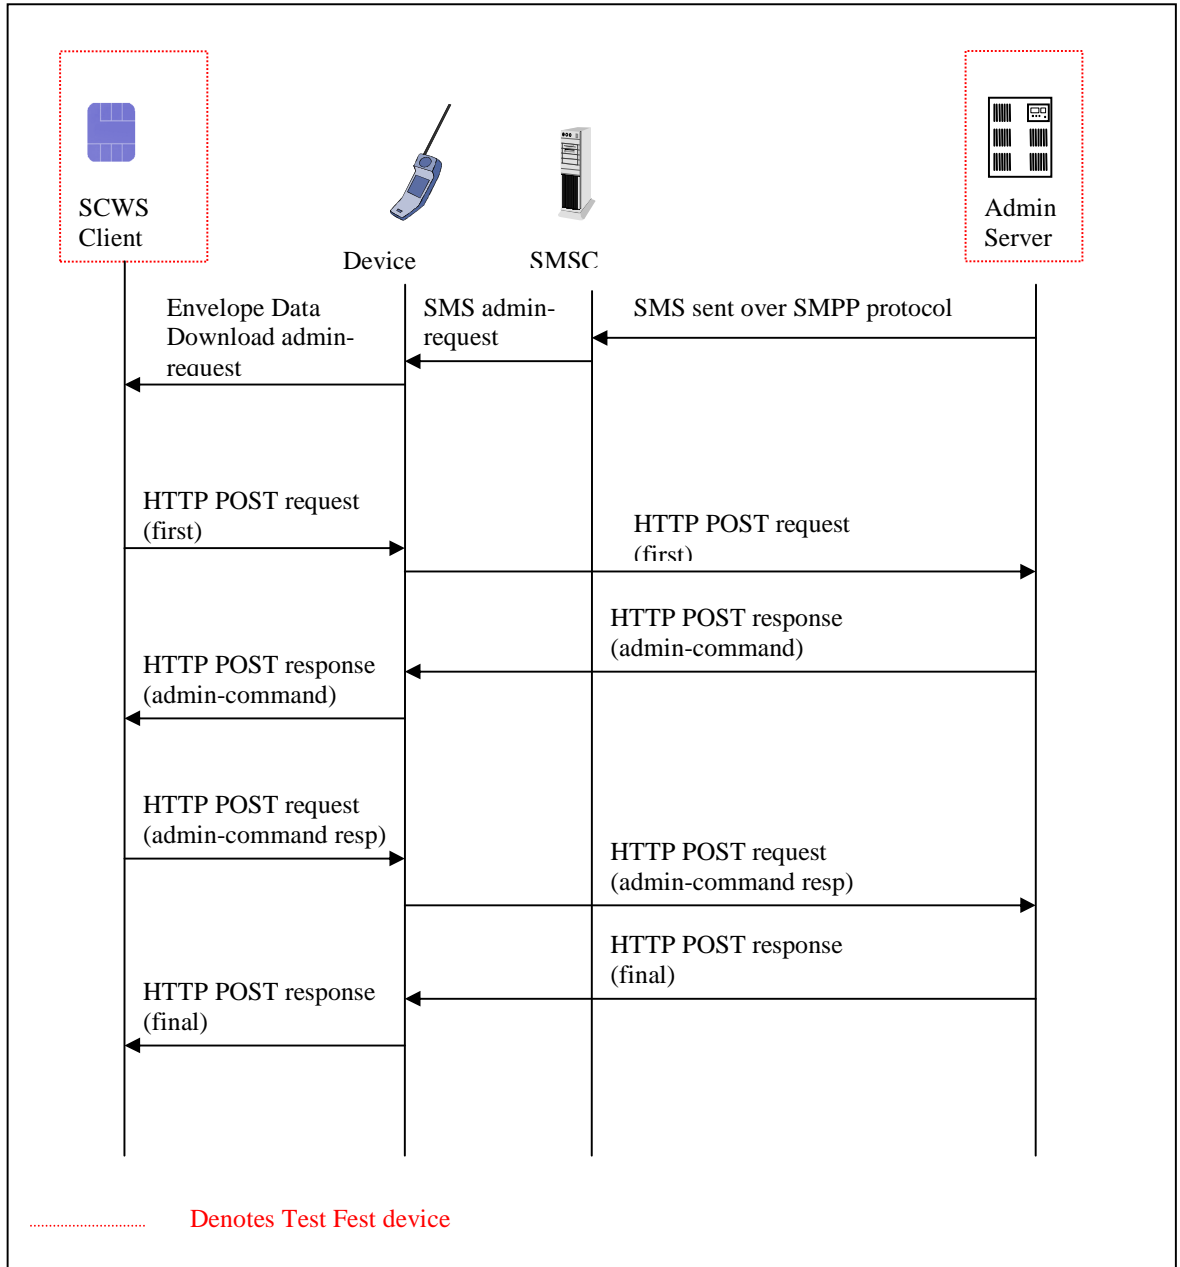 SCWS
Client
Device
SMSC
Admin
Server
Envelope Data
Download admin-
request
SMS admin-
request
SMS sent over SMPP protocol
HTTP POST request
(first)
HTTP POST request
(first)
HTTP POST response
(admin-command)
HTTP POST response
(admin-command)
HTTP POST request
(admin-command resp)
HTTP POST request
(admin-command resp)
HTTP POST response
(final)
HTTP POST response
(final)
Denotes Test Fest device